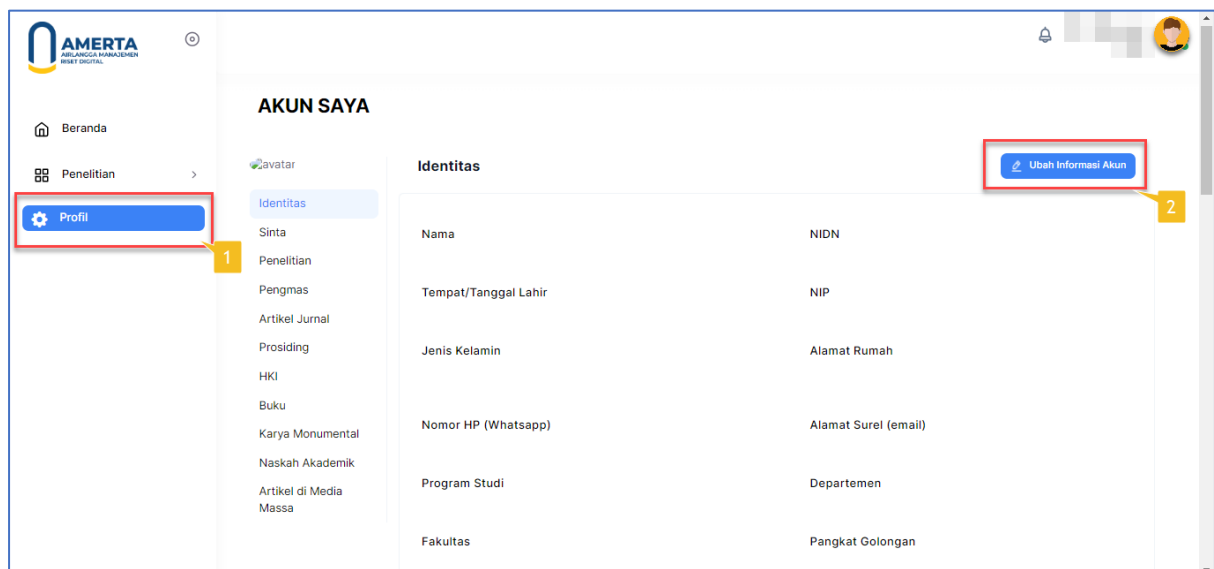 AMERTA
AIRLANGGA MANAJEMEN
RISET DIGITAL
Beranda
Penelitian
Profil
1
AKUN SAYA
avatar
Identitas
Sinta
Penelitian
Pengmas
Artikel Jurnal
Prosiding
HKI
Buku
Karya Monumental
Naskah Akademik
Artikel di Media
Massa
Identitas
Ubah Informasi Akun
2
Nama
NIDN
Tempat/Tanggal Lahir
NIP
Jenis Kelamin
Alamat Rumah
Nomor HP (Whatsapp)
Alamat Surel (email)
Program Studi
Departemen
Fakultas
Pangkat Golongan